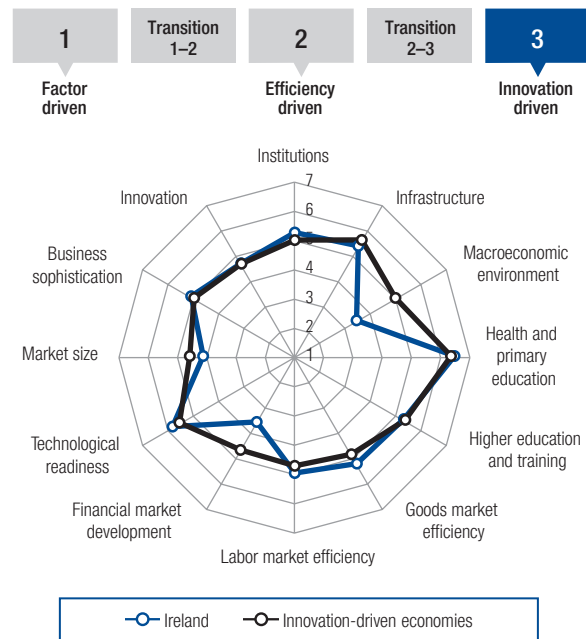 1
Transition
1–2
2
Transition
2–3
3
Factor
driven
Efficiency
driven
Innovation
driven
Institutions
7
Innovation
Infrastructure
6
5
Business
sophistication
Macroeconomic
environment
4
3
2
Market size
1
Health and
primary
education
Technological
readiness
Higher education
and training
Financial market
development
Goods market
efficiency
Labor market efficiency
Ireland
Innovation-driven economies